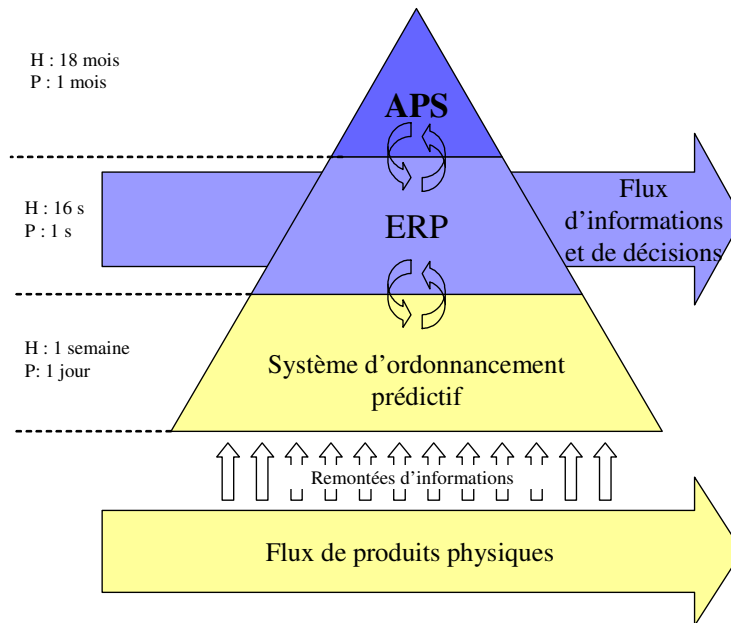 H : 18 mois
P : 1 mois
APS
H : 16 s
P : 1 s
ERP
Flux
d’informations
et de décisions
H : 1 semaine
P: 1 jour
Système d’ordonnancement
prédictif
Remontées d’informations
Flux de produits physiques